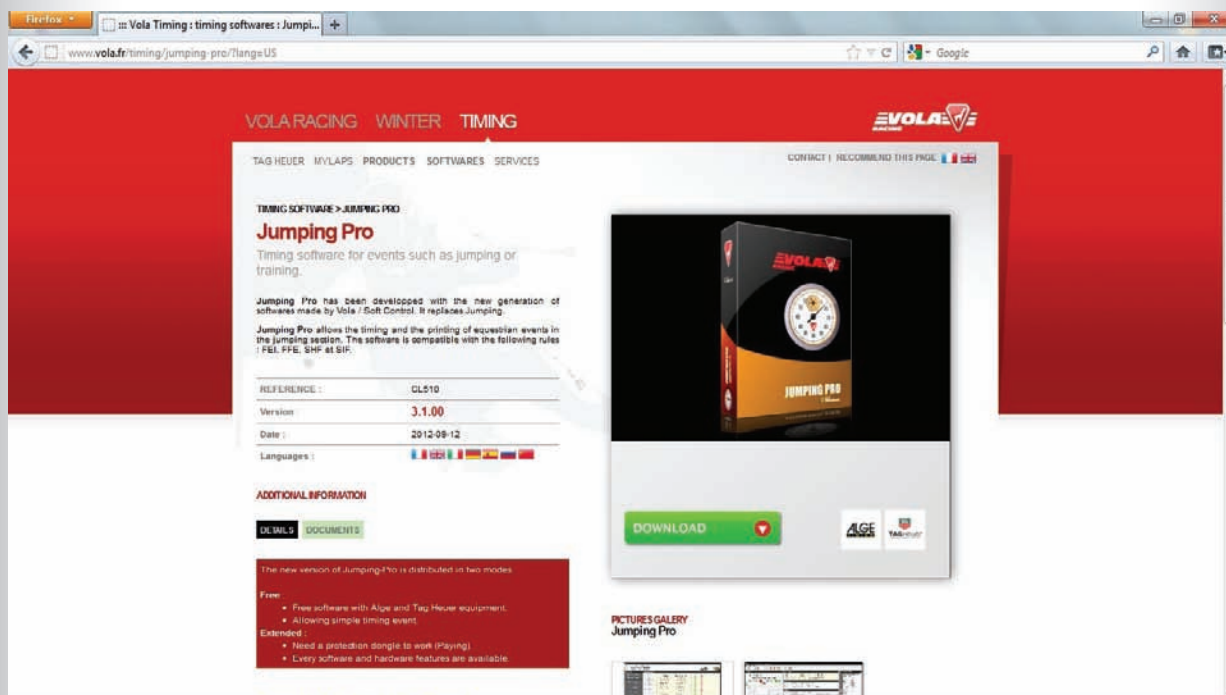 Firefox
::: Vola Timing : timing softwares : Jumpi...
www.vola.fr/timing/jumping-pro/?lang=US
Google
VOLA RACING WINTER TIMING
VOLA
RACING
TAG HEUER MYLAPS PRODUCTS SOFTWARES SERVICES
CONTACT | RECOMMEND THIS PAGE
TIMING SOFTWARE > JUMPING PRO
Jumping Pro
Timing software for events such as jumping or
training.
Jumping Pro has been developped with the new generation of
softwares made by Vola / Soft Control. It replaces Jumping.
Jumping Pro allows the timing and the printing of equestrian events in
the jumping section. The software is compatible with the following rules
: FEI, FFE, SHF et SIF.
REFERENCE : CL510
Version 3.1.00
Date : 2012-09-12
Languages :
ADDITIONAL INFORMATION
DETAILS DOCUMENTS
The new version of Jumping-Pro is distributed in two modes
Free :
• Free software with Alge and Tag Heuer equipment.
• Allowing simple timing event.
Extended :
• Need a protection dongle to work (Paying)
• Every software and hardware features are available.
VOLA
RACING
JUMPING PRO
DOWNLOAD
ALGE
TIMING
TAGHeuer
PICTURES GALERY
Jumping Pro